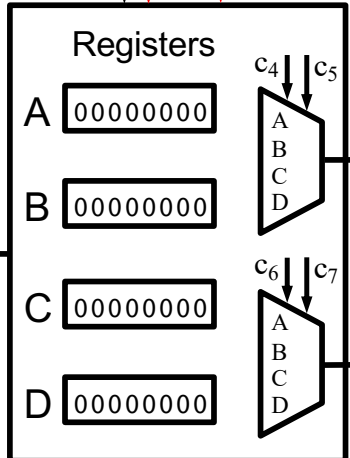 Registers
A 00000000
B 00000000
C 00000000
D 00000000
c₄ c₅
A
B
C
D
c₆ c₇
A
B
C
D